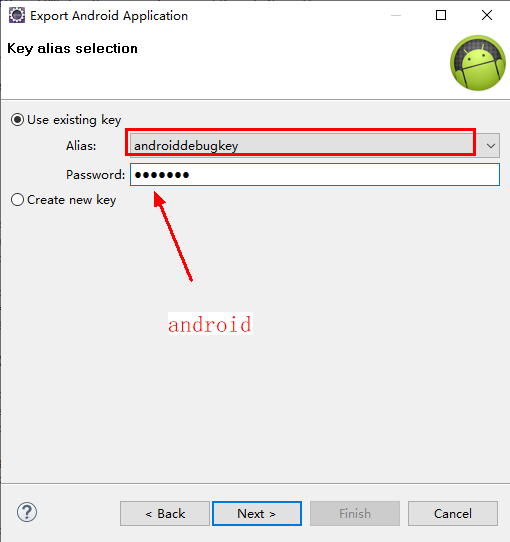 Export Android Application
Key alias selection
Use existing key
Alias: androiddebugkey
Password: ●●●●●●●
Create new key
android
? < Back Next > Finish Cancel